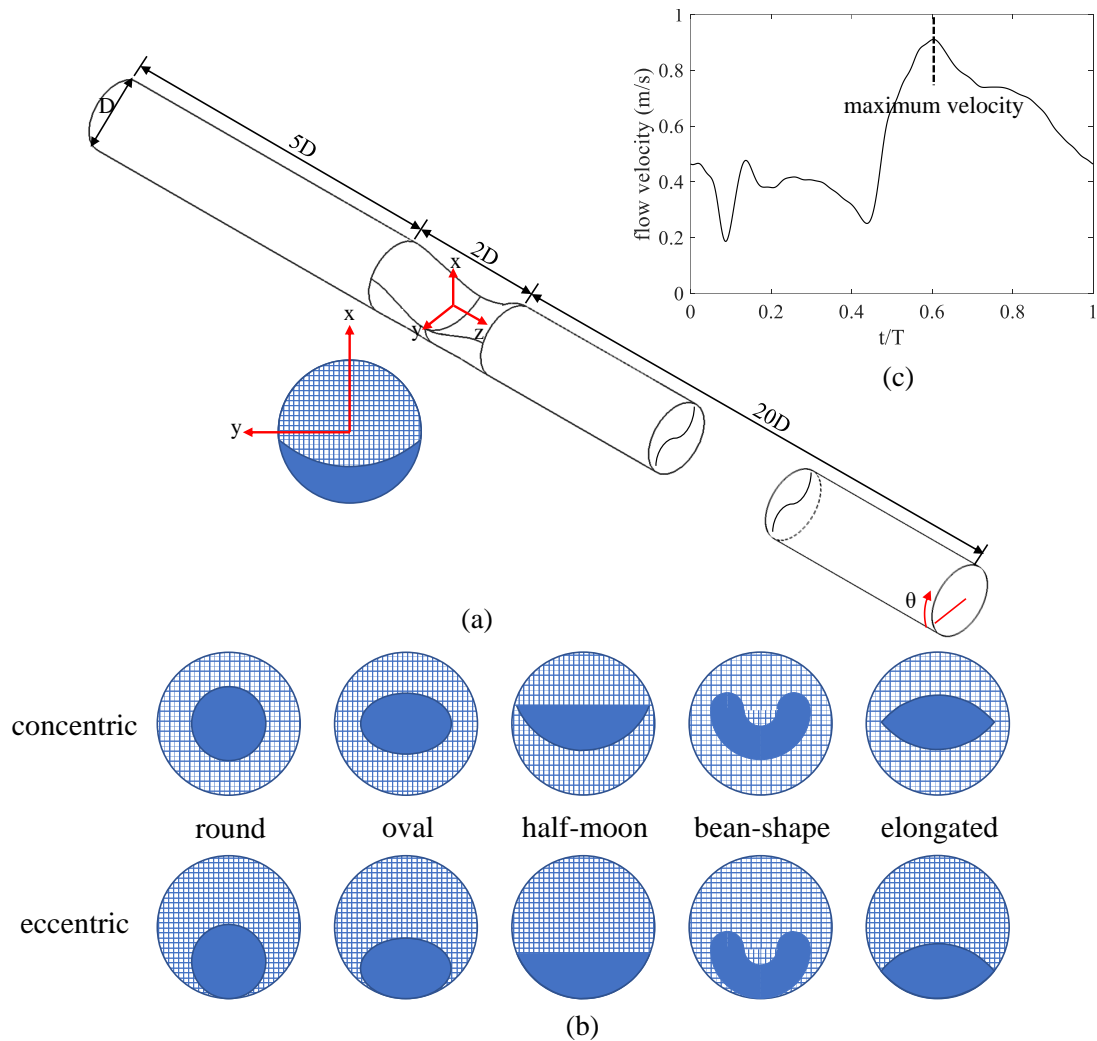 D
5D
2D
20D
x
y
z
x
y
θ
(a)
1
0.8
0.6
0.4
0.2
0
0
0.2
0.4
0.6
0.8
1
flow velocity (m/s)
maximum velocity
t/T
(c)
concentric
round
oval
half-moon
bean-shape
elongated
eccentric
(b)